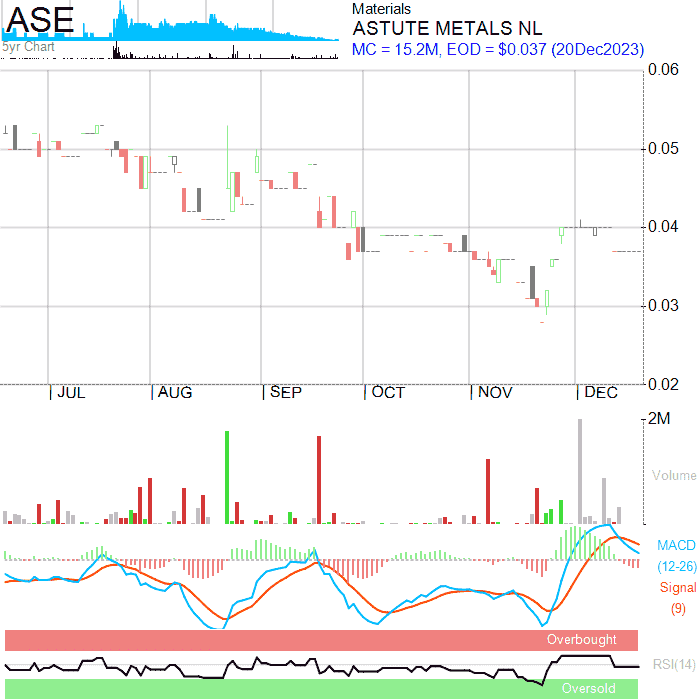 ASE
5yr Chart
Materials
ASTUTE METALS NL
MC = 15.2M, EOD = $0.037 (20Dec2023)
0.06
0.05
0.04
0.03
0.02
JUL AUG SEP OCT NOV DEC
2M
Volume
MACD
(12-26)
Signal
(9)
Overbought
RSI(14)
Oversold